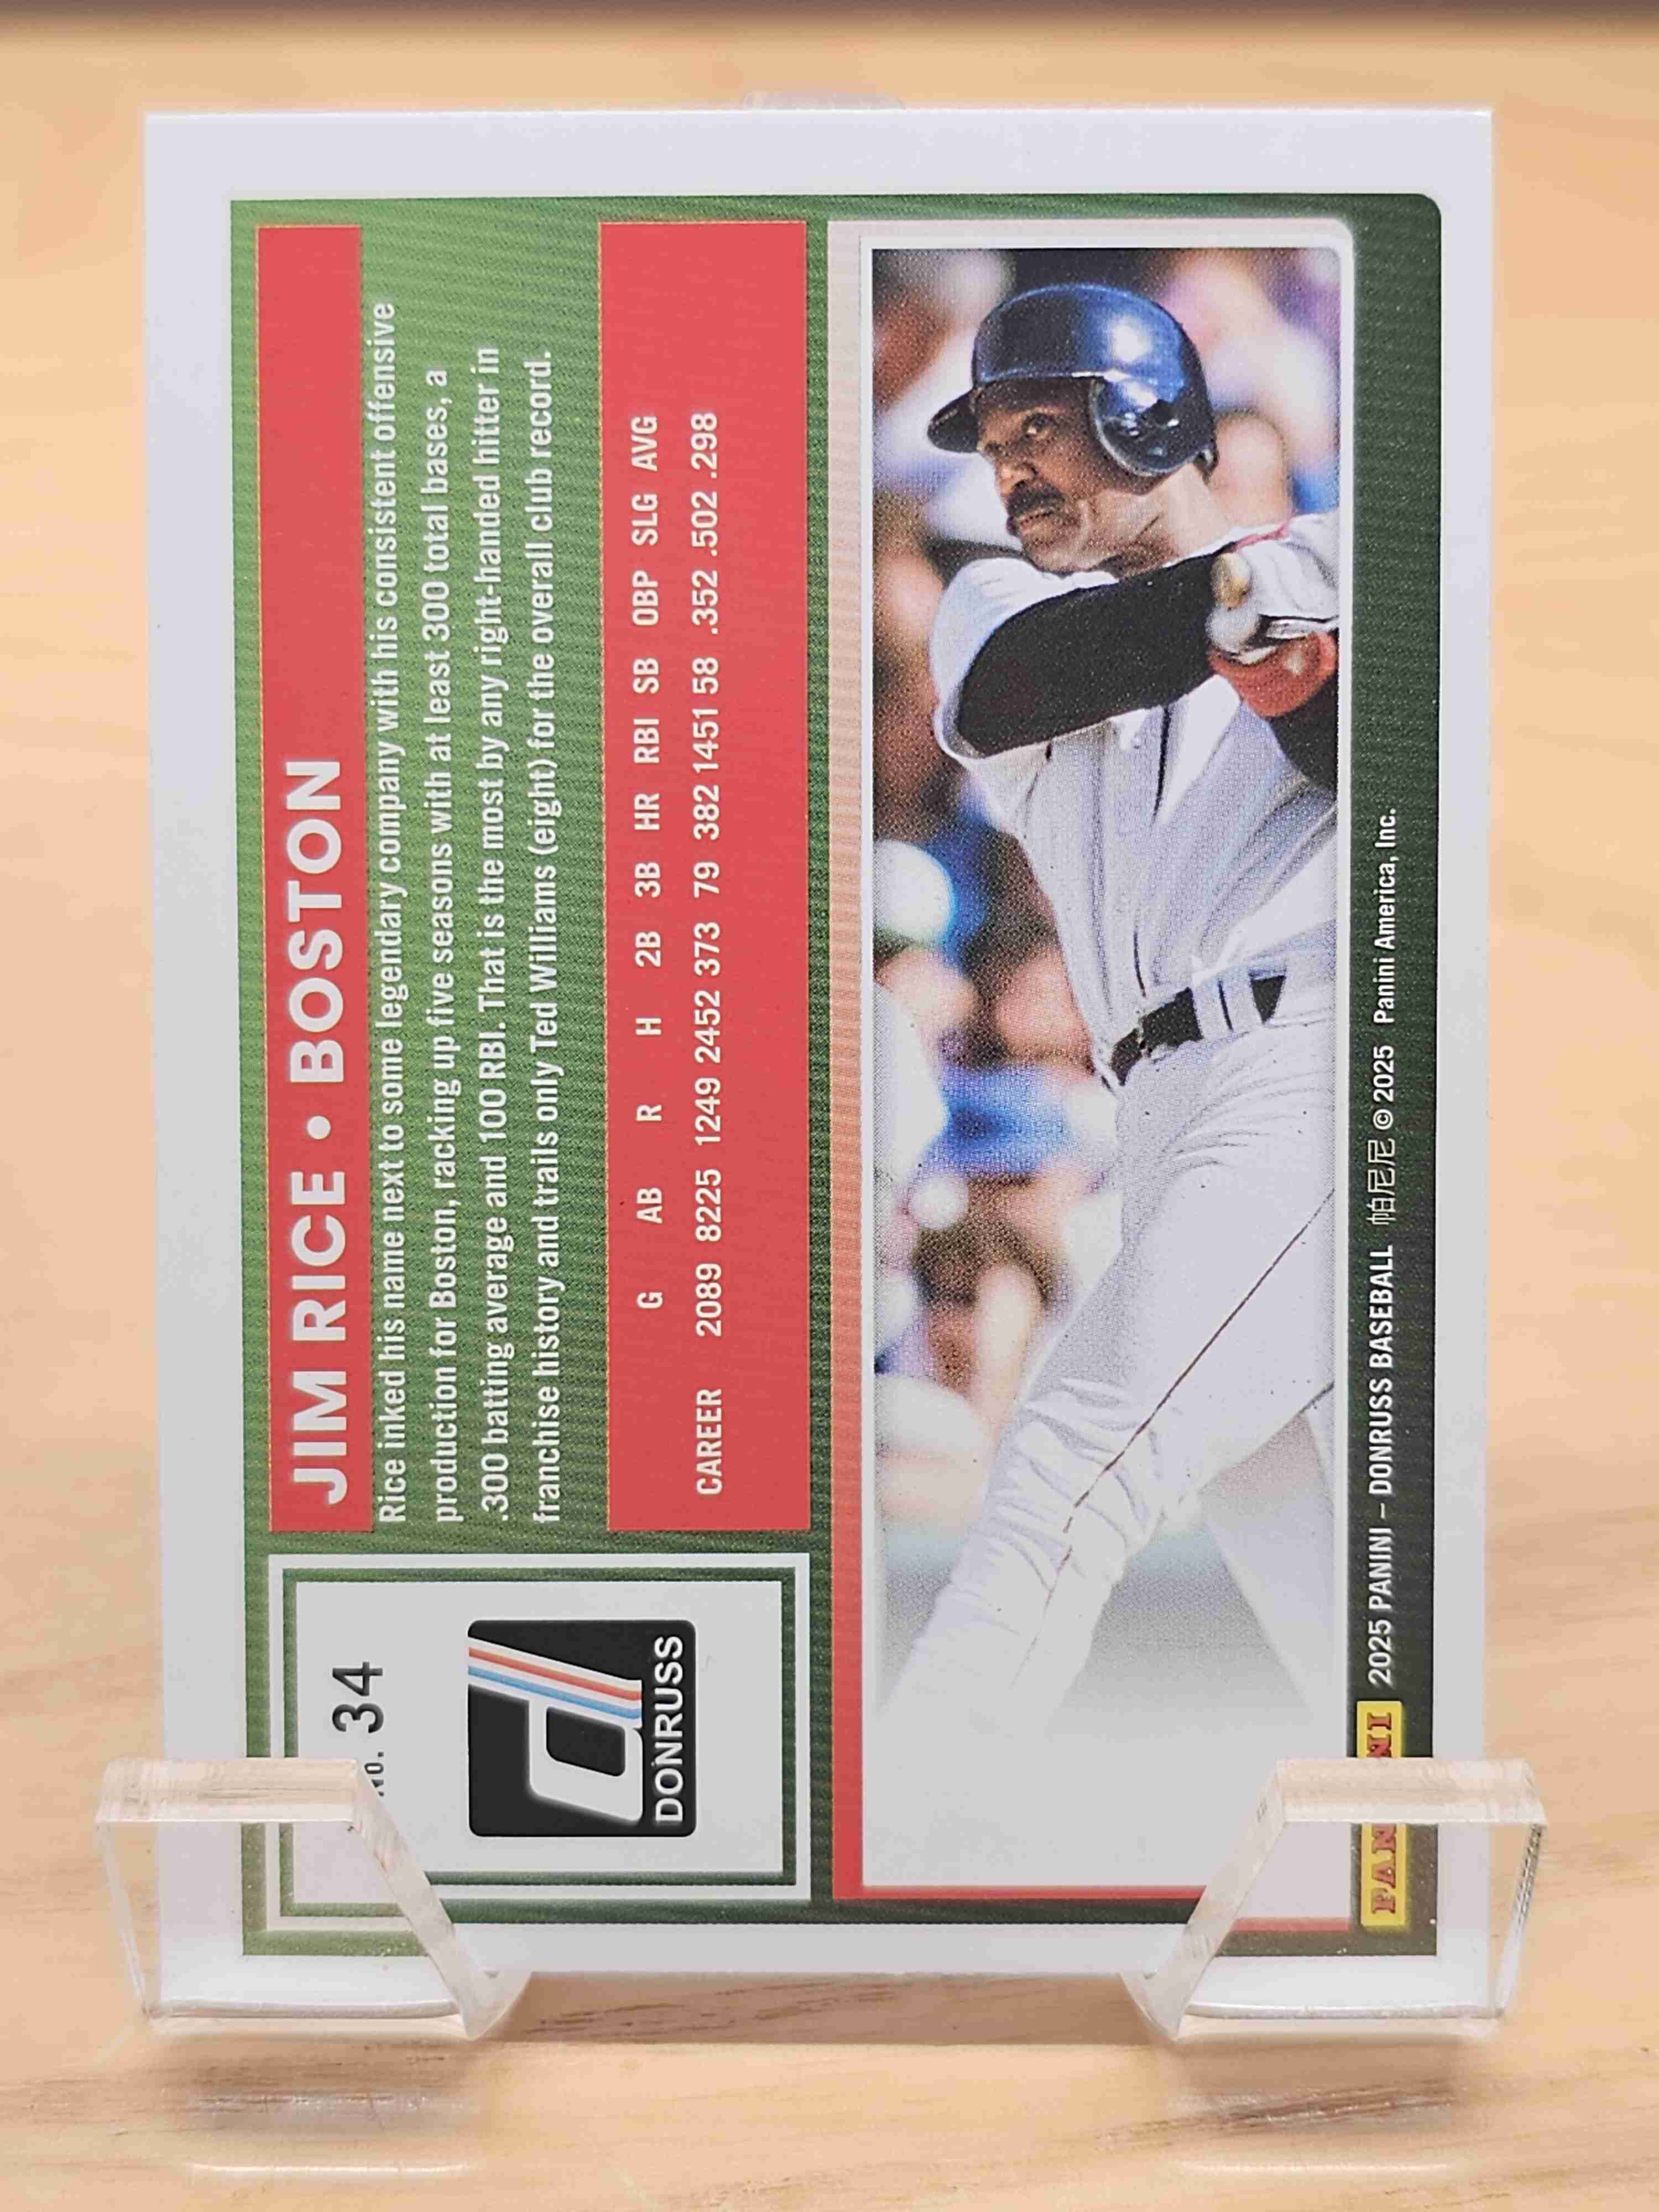 No. 34
DONRUSS
JIM RICE • BOSTON
Rice inked his name next to some legendary company with his consistent offensive
production for Boston, racking up five seasons with at least 300 total bases, a
.300 batting average and 100 RBI. That is the most by any right-handed hitter in
franchise history and trails only Ted Williams (eight) for the overall club record.
G AB R H 2B 3B HR RBI SB OBP SLG AVG
CAREER 2089 8225 1249 2452 373 79 382 1451 58 .352 .502 .298
PANINI 2025 PANINI – DONRUSS BASEBALL 帕尼尼 © 2025 Panini America, Inc.